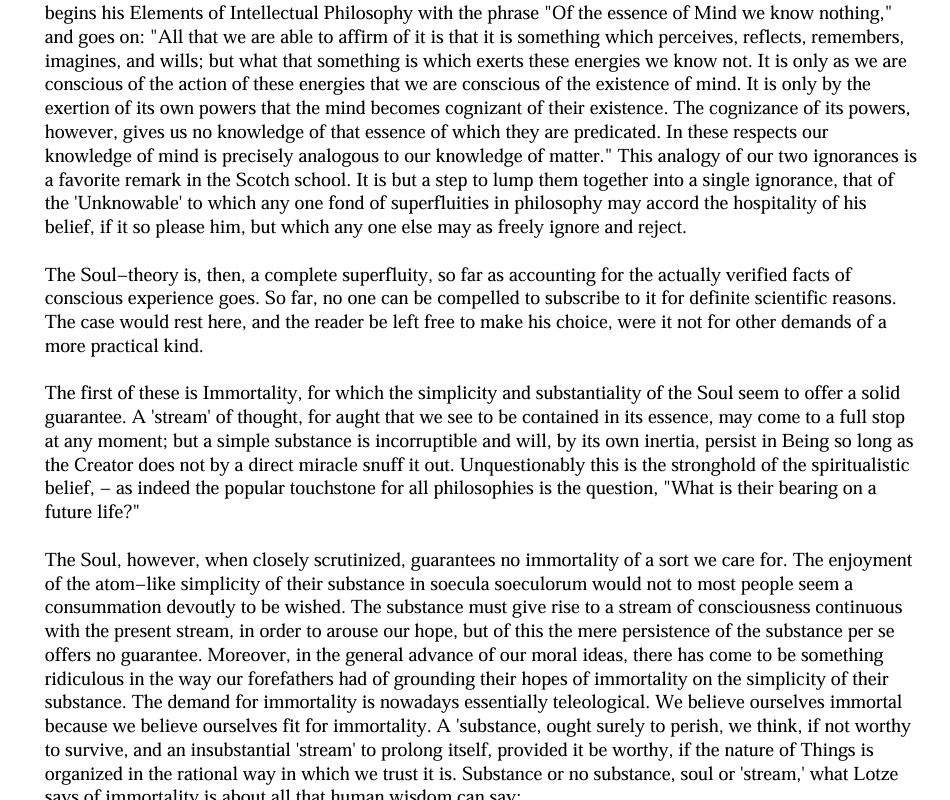 begins his Elements of Intellectual Philosophy with the phrase "Of the essence of Mind we know nothing,"
and goes on: "All that we are able to affirm of it is that it is something which perceives, reflects, remembers,
imagines, and wills; but what that something is which exerts these energies we know not. It is only as we are
conscious of the action of these energies that we are conscious of the existence of mind. It is only by the
exertion of its own powers that the mind becomes cognizant of their existence. The cognizance of its powers,
however, gives us no knowledge of that essence of which they are predicated. In these respects our
knowledge of mind is precisely analogous to our knowledge of matter." This analogy of our two ignorances is
a favorite remark in the Scotch school. It is but a step to lump them together into a single ignorance, that of
the 'Unknowable' to which any one fond of superfluities in philosophy may accord the hospitality of his
belief, if it so please him, but which any one else may as freely ignore and reject.
The Soul−theory is, then, a complete superfluity, so far as accounting for the actually verified facts of
conscious experience goes. So far, no one can be compelled to subscribe to it for definite scientific reasons.
The case would rest here, and the reader be left free to make his choice, were it not for other demands of a
more practical kind.
The first of these is Immortality, for which the simplicity and substantiality of the Soul seem to offer a solid
guarantee. A 'stream' of thought, for aught that we see to be contained in its essence, may come to a full stop
at any moment; but a simple substance is incorruptible and will, by its own inertia, persist in Being so long as
the Creator does not by a direct miracle snuff it out. Unquestionably this is the stronghold of the spiritualistic
belief, − as indeed the popular touchstone for all philosophies is the question, "What is their bearing on a
future life?"
The Soul, however, when closely scrutinized, guarantees no immortality of a sort we care for. The enjoyment
of the atom−like simplicity of their substance in soecula soeculorum would not to most people seem a
consummation devoutly to be wished. The substance must give rise to a stream of consciousness continuous
with the present stream, in order to arouse our hope, but of this the mere persistence of the substance per se
offers no guarantee. Moreover, in the general advance of our moral ideas, there has come to be something
ridiculous in the way our forefathers had of grounding their hopes of immortality on the simplicity of their
substance. The demand for immortality is nowadays essentially teleological. We believe ourselves immortal
because we believe ourselves fit for immortality. A 'substance, ought surely to perish, we think, if not worthy
to survive, and an insubstantial 'stream' to prolong itself, provided it be worthy, if the nature of Things is
organized in the rational way in which we trust it is. Substance or no substance, soul or 'stream,' what Lotze
says of immortality is about all that human wisdom can say: